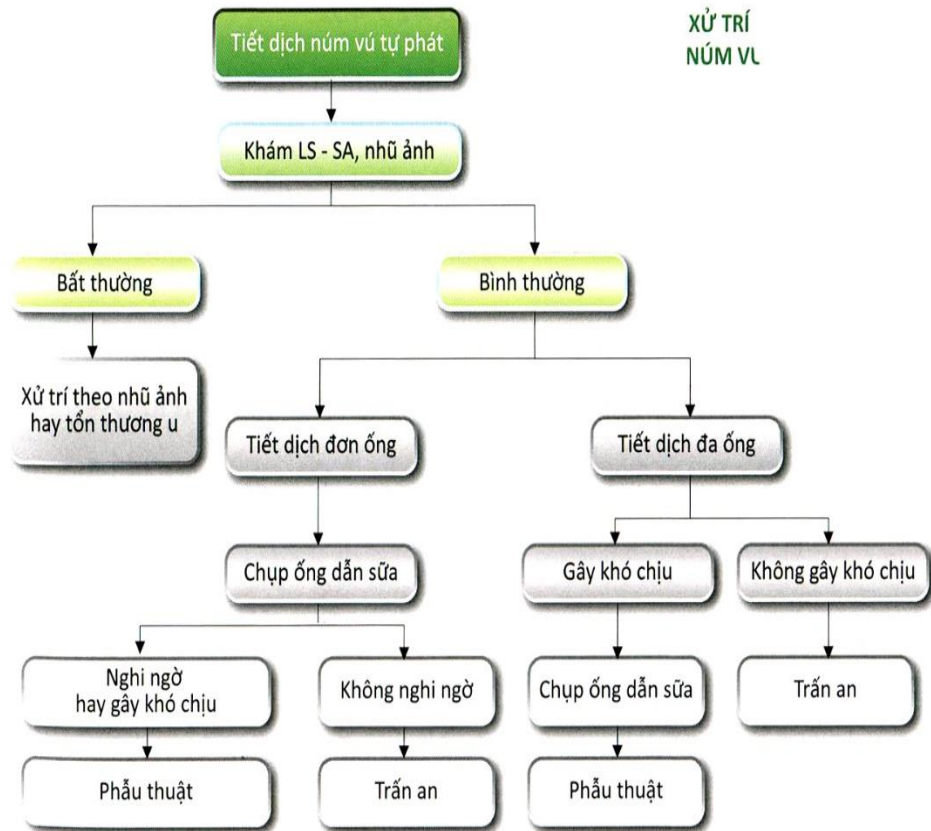 XỬ TRÍ
NÚM
Tiết dịch núm vú tự phát
Khám LS - SA, nhũ ảnh
Bất thường
Bình thường
Xử trí theo nhũ ảnh
hay tổn thương u
Tiết dịch đơn ống
Tiết dịch đa ống
Chụp ống dẫn sữa
Gây khó chịu
Không gây khó chịu
Nghi ngờ
hay gây khó chịu
Không nghi ngờ
Chụp ống dẫn sữa
Trấn an
Phẫu thuật
Trấn an
Phẫu thuật